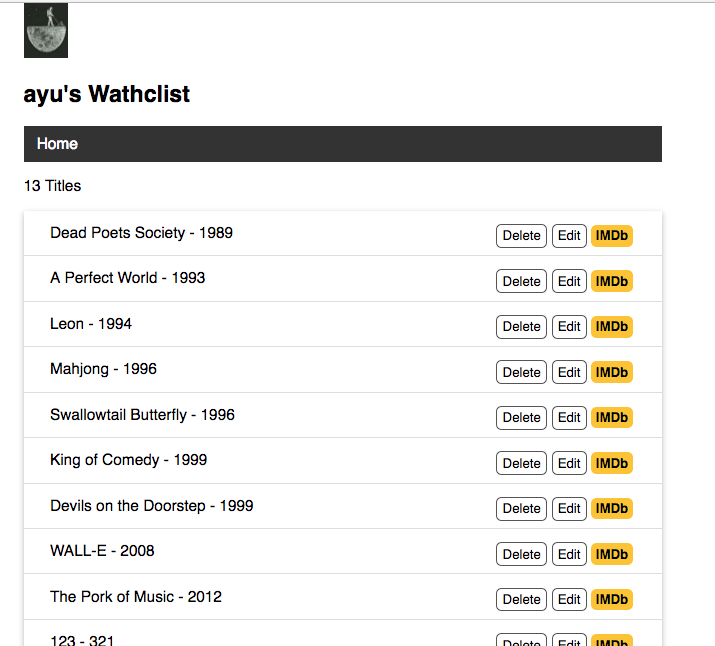 ayu's Wathclist
Home
13 Titles
Dead Poets Society - 1989 Delete Edit IMDb
A Perfect World - 1993 Delete Edit IMDb
Leon - 1994 Delete Edit IMDb
Mahjong - 1996 Delete Edit IMDb
Swallowtail Butterfly - 1996 Delete Edit IMDb
King of Comedy - 1999 Delete Edit IMDb
Devils on the Doorstep - 1999 Delete Edit IMDb
WALL-E - 2008 Delete Edit IMDb
The Pork of Music - 2012 Delete Edit IMDb
123 - 321 Delete Edit IMDb